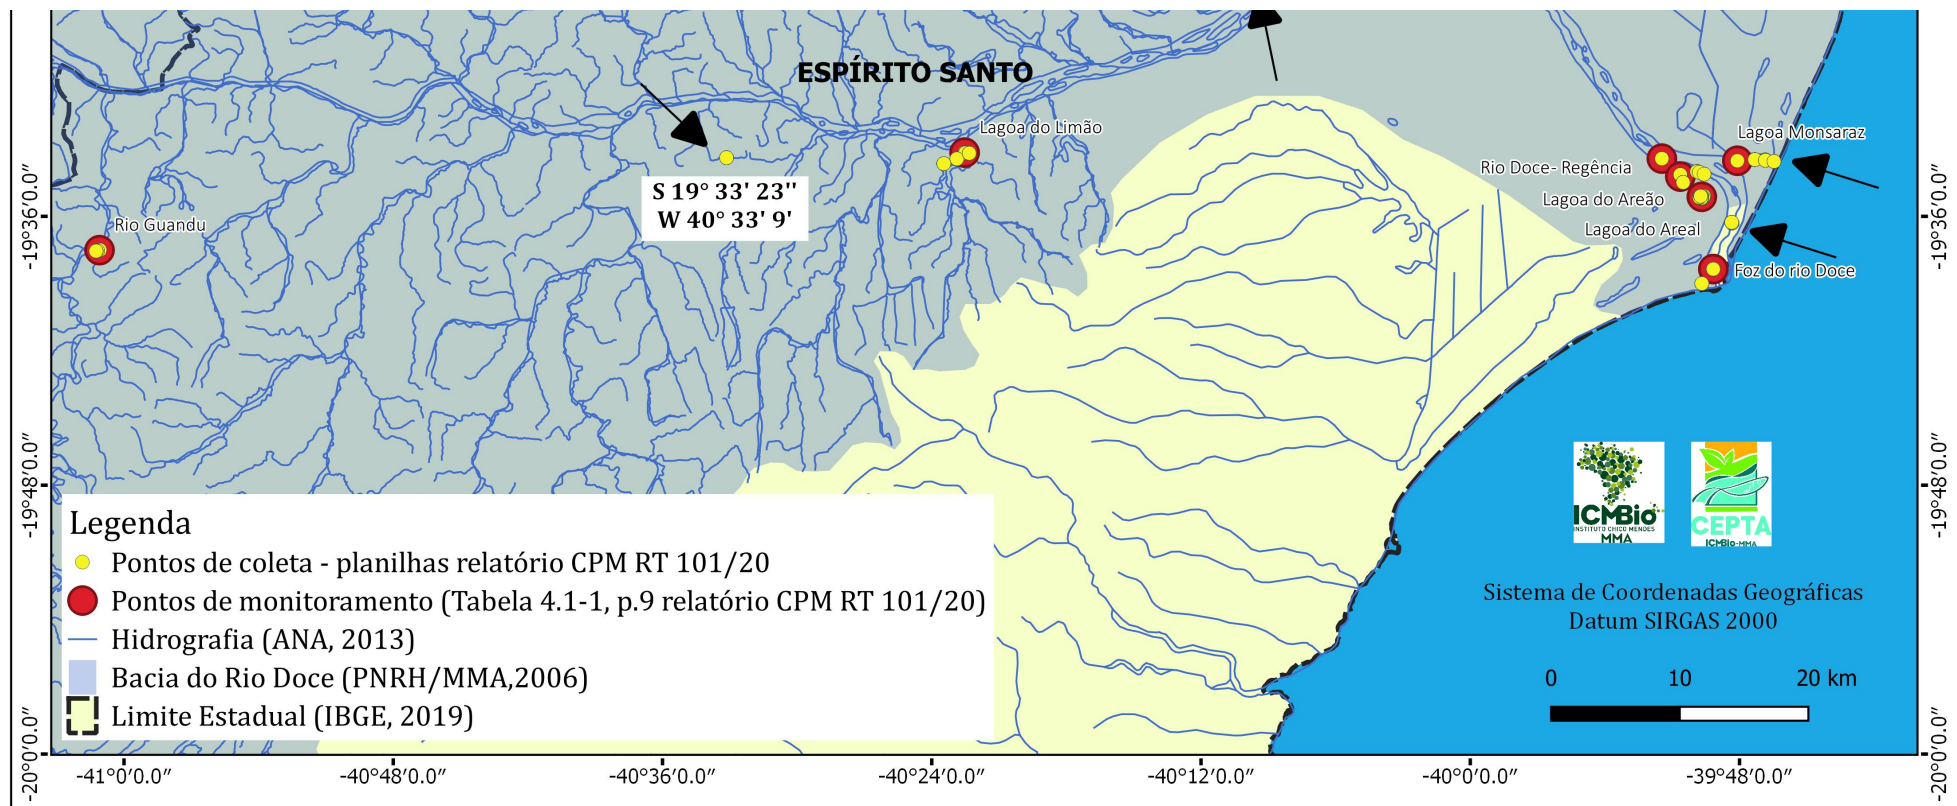 ESPÍRITO SANTO
Lagoa do Limão
Lagoa Monsaraz
Rio Doce- Regência
S 19° 33' 23''
W 40° 33' 9'
Lagoa do Areão
Rio Guandu
Lagoa do Areal
Foz do rio Doce
-19°36′0.0″
-19°36′0.0″
-19°48′0.0″
-19°48′0.0″
-20°0′0.0″
-20°0′0.0″
Legenda
Pontos de coleta - planilhas relatório CPM RT 101/20
Pontos de monitoramento (Tabela 4.1-1, p.9 relatório CPM RT 101/20)
Hidrografia (ANA, 2013)
Bacia do Rio Doce (PNRH/MMA,2006)
Limite Estadual (IBGE, 2019)
ICMBio
INSTITUTO CHICO MENDES
MMA
CEPTA
ICMBio-MMA
Sistema de Coordenadas Geográficas
Datum SIRGAS 2000
0 10 20 km
-41°0′0.0″ -40°48′0.0″ -40°36′0.0″ -40°24′0.0″ -40°12′0.0″ -40°0′0.0″ -39°48′0.0″